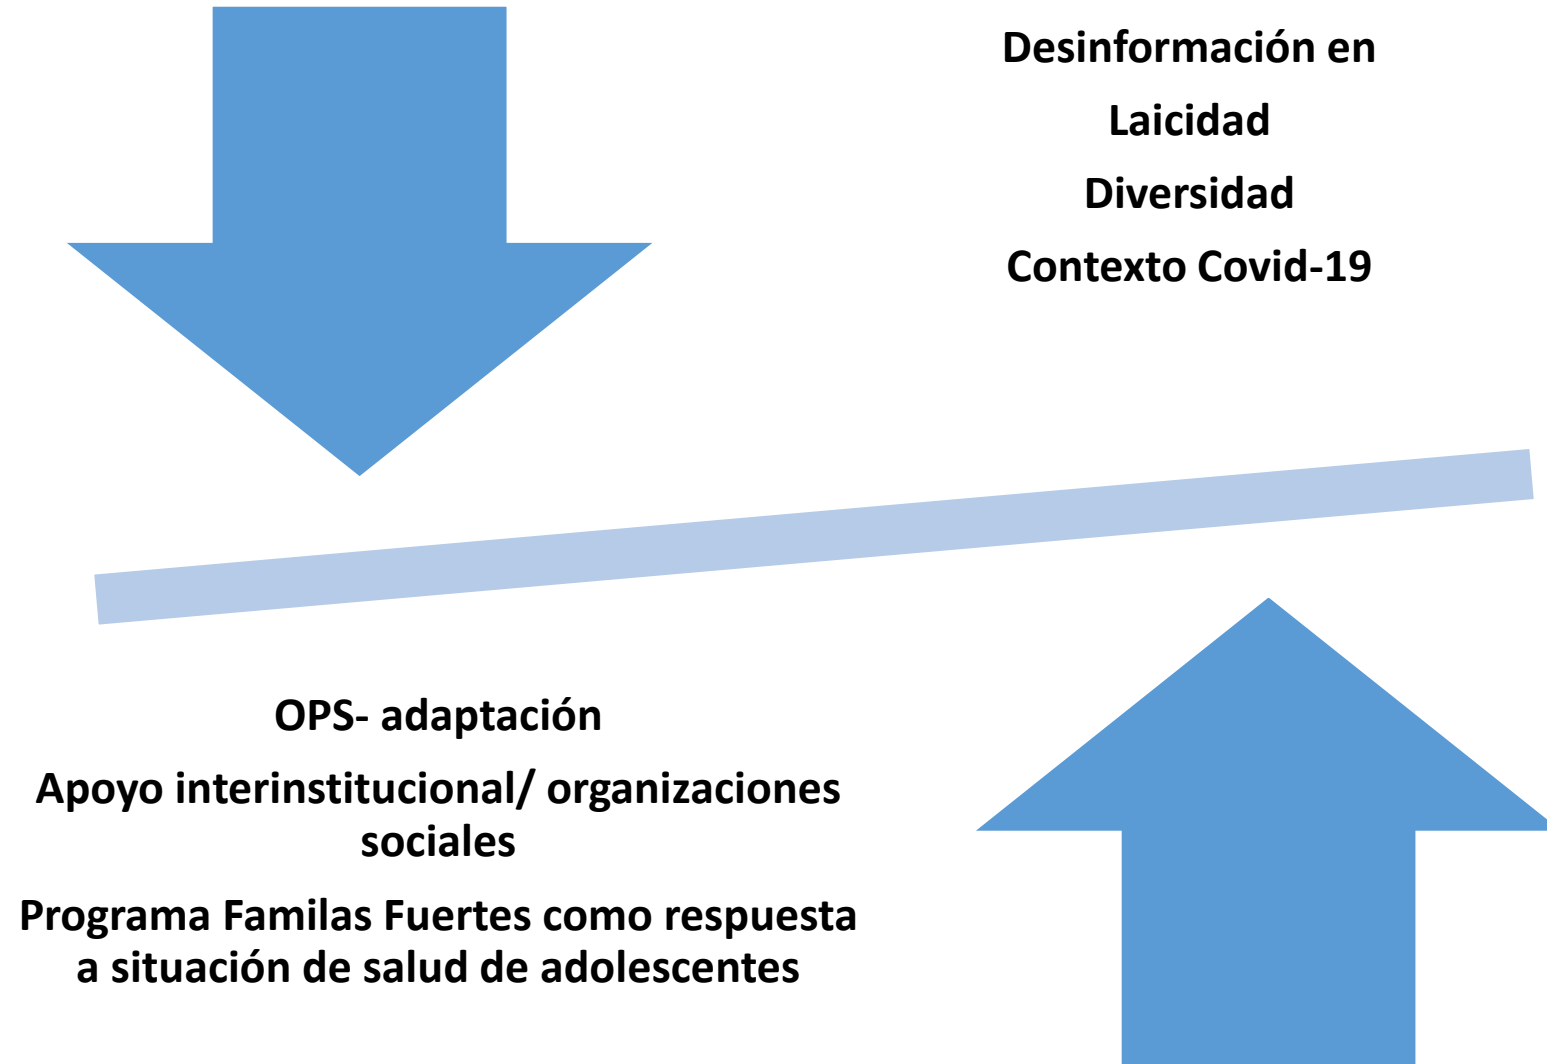 Desinformación en
Laicidad
Diversidad
Contexto Covid-19
OPS- adaptación
Apoyo interinstitucional/ organizaciones
sociales
Programa Familas Fuertes como respuesta
a situación de salud de adolescentes